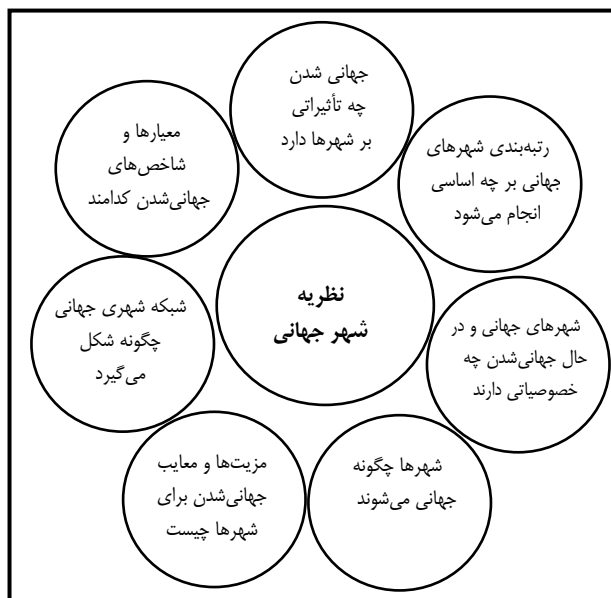 جهانی شدن
چه تأثیراتی
بر شهرها دارد
رتبه‌بندی شهرهای
جهانی بر چه اساسی
انجام می‌شود
شهرهای جهانی و در
حال جهانی‌شدن چه
خصوصیاتی دارند
شهرها چگونه
جهانی می‌شوند
مزیت‌ها و معایب
جهانی‌شدن برای
شهرها چیست
شبکه شهری جهانی
چگونه شکل
می‌گیرد
معیارها و
شاخص‌های
جهانی‌شدن کدامند
نظریه
شهر جهانی